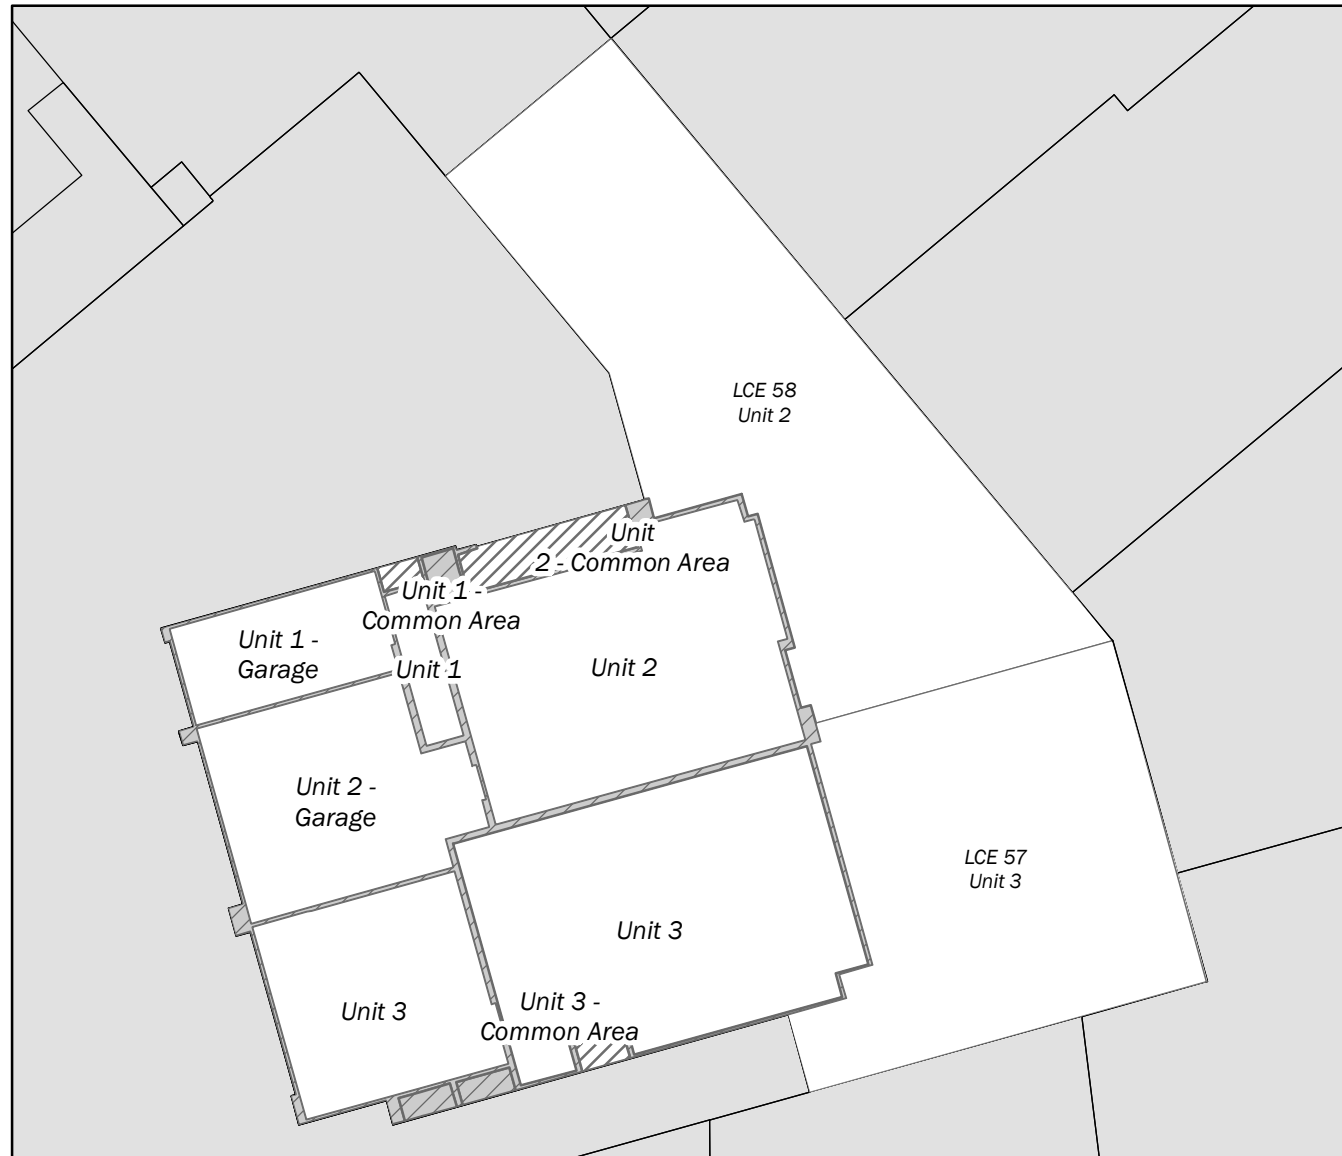 LCE 58
Unit 2
Unit
2 - Common Area
Unit 1 -
Common Area
Unit 1 -
Garage
Unit 1
Unit 2
Unit 2 -
Garage
LCE 57
Unit 3
Unit 3
Unit 3 -
Common Area
Unit 3